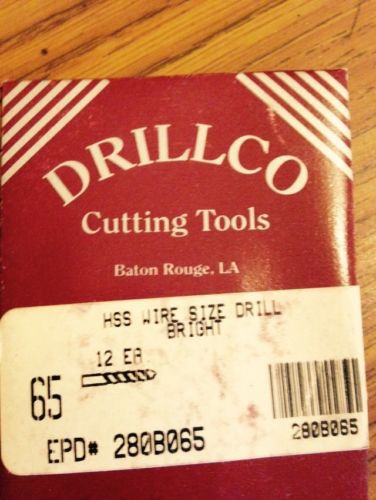 DRILLCO
Cutting Tools
Baton Rouge, LA
HSS WIRE SIZE DRILL
BRIGHT
12 EA
65
EPD# 280B065
280B065